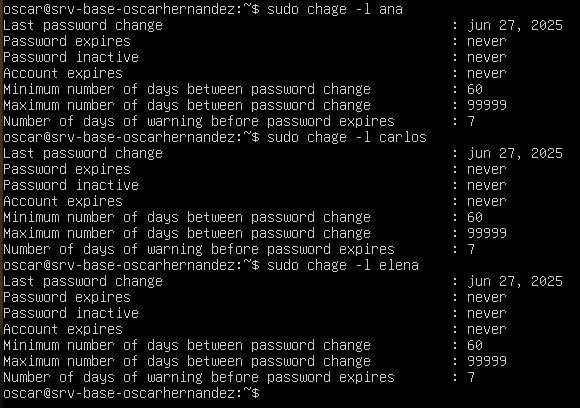 oscar@srv-base-oscarhernandez:~$ sudo chage -l ana
Last password change : jun 27, 2025
Password expires : never
Password inactive : never
Account expires : never
Minimum number of days between password change : 60
Maximum number of days between password change : 99999
Number of days of warning before password expires : 7
oscar@srv-base-oscarhernandez:~$ sudo chage -l carlos
Last password change : jun 27, 2025
Password expires : never
Password inactive : never
Account expires : never
Minimum number of days between password change : 60
Maximum number of days between password change : 99999
Number of days of warning before password expires : 7
oscar@srv-base-oscarhernandez:~$ sudo chage -l elena
Last password change : jun 27, 2025
Password expires : never
Password inactive : never
Account expires : never
Minimum number of days between password change : 60
Maximum number of days between password change : 99999
Number of days of warning before password expires : 7
oscar@srv-base-oscarhernandez:~$